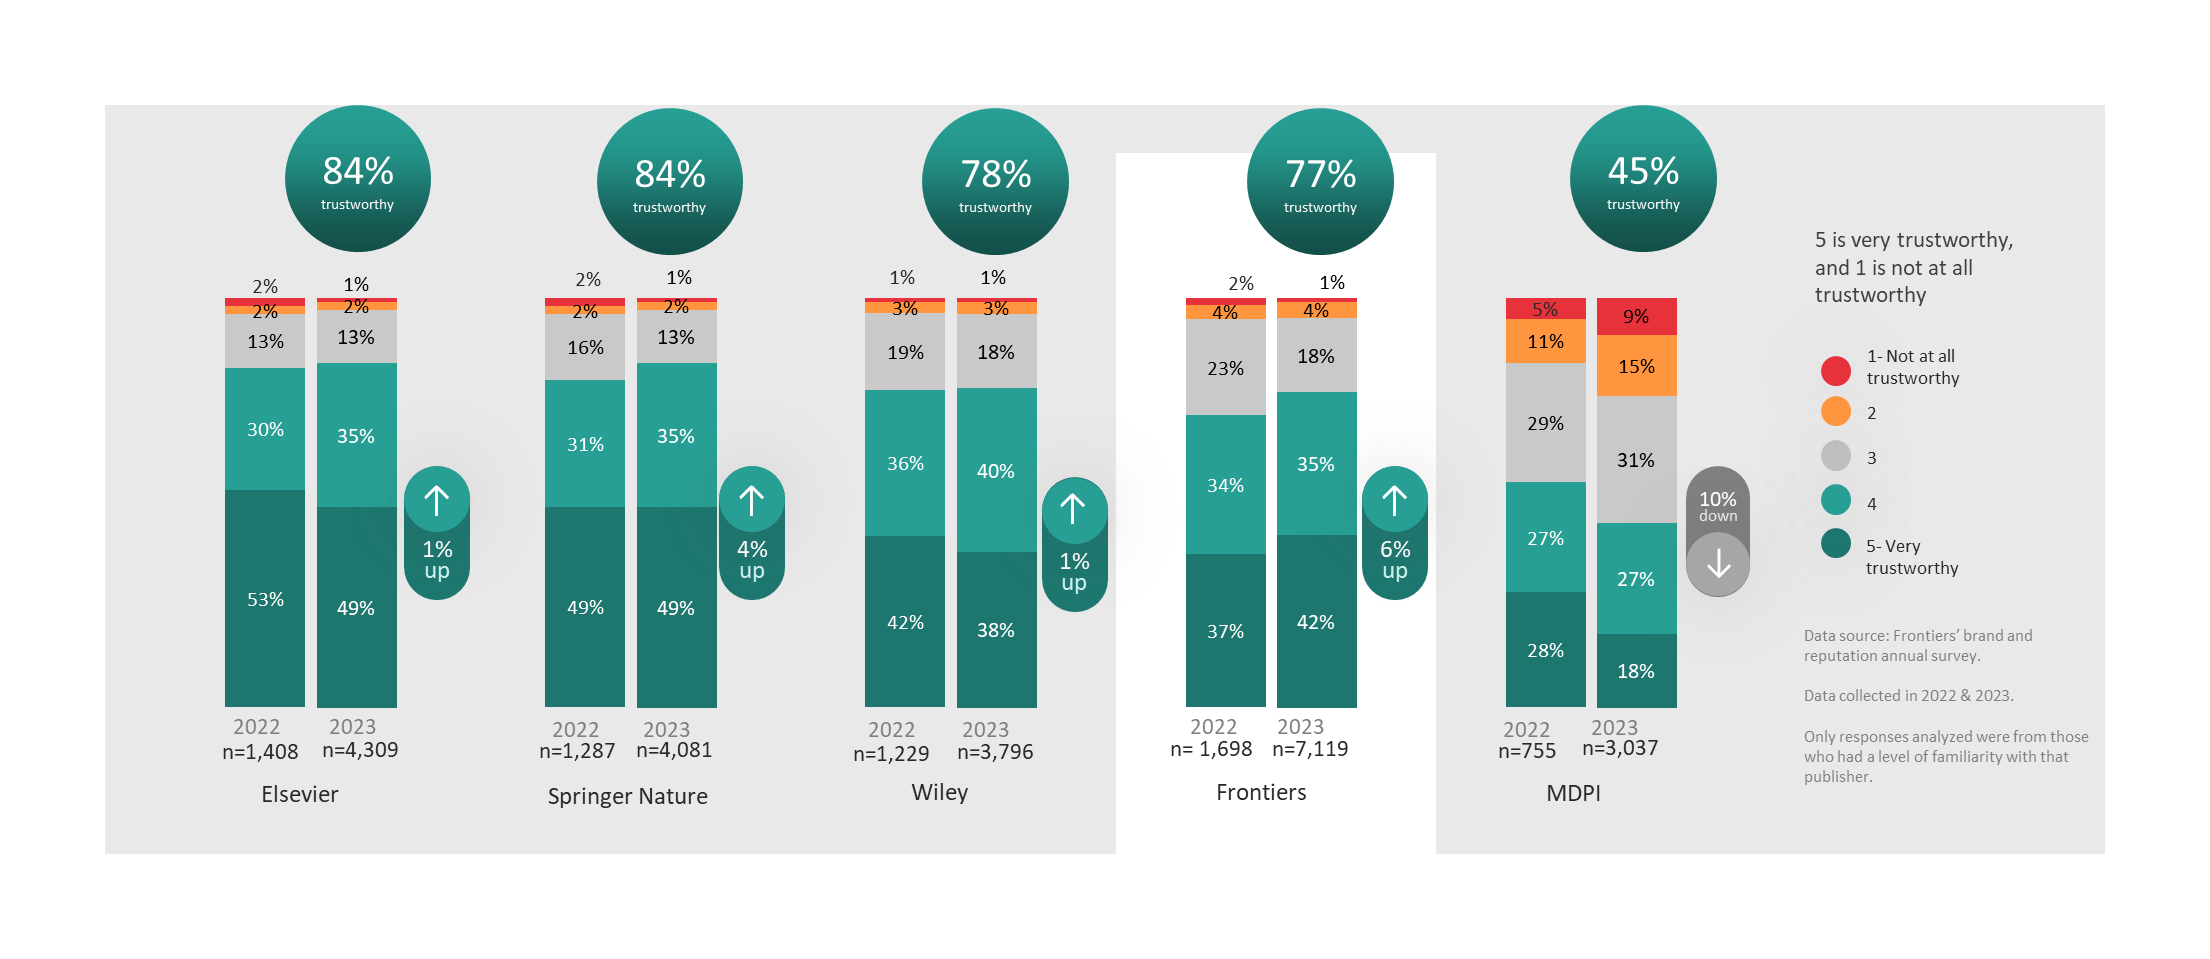 84%
trustworthy
84%
trustworthy
78%
trustworthy
77%
trustworthy
45%
trustworthy
2%
2%
13%
30%
53%
2022
n=1,408
1%
2%
13%
35%
49%
2023
n=4,309
1%
up
Elsevier
2%
2%
16%
31%
49%
2022
n=1,287
1%
2%
13%
35%
49%
2023
n=4,081
4%
up
Springer Nature
1%
3%
19%
36%
42%
2022
n=1,229
1%
3%
18%
40%
38%
2023
n=3,796
1%
up
Wiley
2%
4%
23%
34%
37%
2022
n= 1,698
1%
4%
18%
35%
42%
2023
n=7,119
6%
up
Frontiers
5%
11%
29%
27%
28%
2022
n=755
9%
15%
31%
27%
18%
2023
n=3,037
10%
down
MDPI
5 is very trustworthy,
and 1 is not at all
trustworthy
1- Not at all
trustworthy
2
3
4
5- Very
trustworthy
Data source: Frontiers’ brand and
reputation annual survey.
Data collected in 2022 & 2023.
Only responses analyzed were from those
who had a level of familiarity with that
publisher.